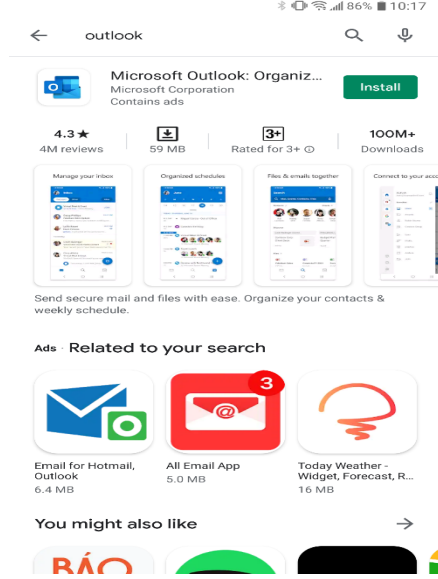 86% 10:17
outlook
Microsoft Outlook: Organiz...
Microsoft Corporation
Contains ads
Install
4.3★
4M reviews
59 MB
3+
Rated for 3+
100M+
Downloads
Manage your inbox
Organized schedules
Files & emails together
Connect to your acco
Send secure mail and files with ease. Organize your contacts &
weekly schedule.
Ads · Related to your search
3
@
Email for Hotmail,
Outlook
6.4 MB
All Email App
5.0 MB
Today Weather -
Widget, Forecast, R...
16 MB
You might also like
BÁO